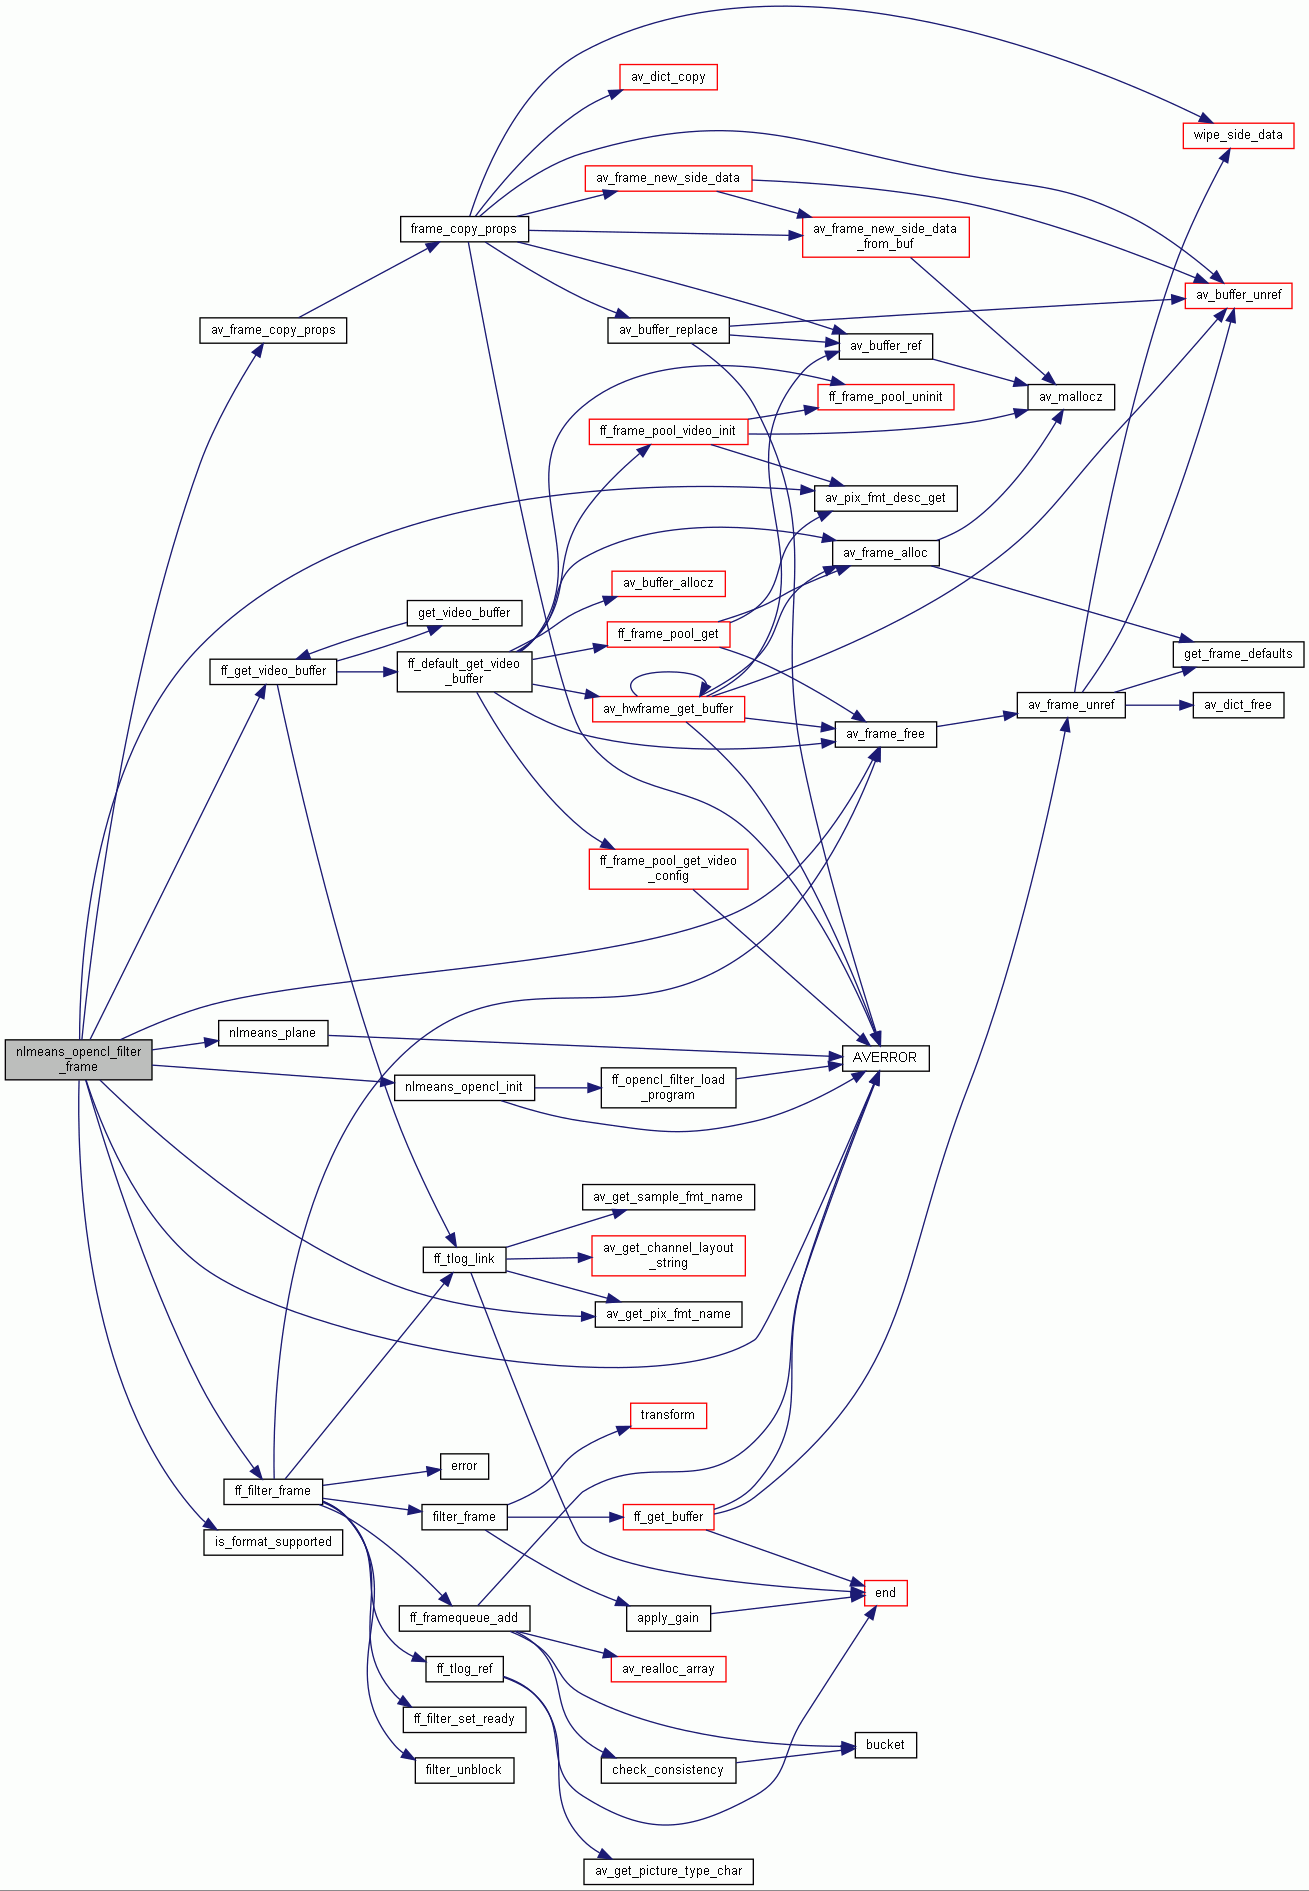 av_dict_copy
wipe_side_data
av_frame_new_side_data
frame_copy_props
av_frame_new_side_data
_from_buf
av_buffer_unref
av_frame_copy_props
av_buffer_replace
av_buffer_ref
ff_frame_pool_uninit
av_mallocz
ff_frame_pool_video_init
av_pix_fmt_desc_get
av_frame_alloc
av_buffer_allocz
get_video_buffer
ff_frame_pool_get
get_frame_defaults
ff_get_video_buffer
ff_default_get_video
_buffer
av_hwframe_get_buffer
av_frame_unref
av_dict_free
av_frame_free
ff_frame_pool_get_video
_config
nlmeans_plane
nlmeans_opencl_filter
_frame
AVERROR
nlmeans_opencl_init
ff_opencl_filter_load
_program
av_get_sample_fmt_name
ff_tlog_link
av_get_channel_layout
_string
av_get_pix_fmt_name
transform
error
ff_filter_frame
filter_frame
ff_get_buffer
is_format_supported
end
ff_framequeue_add
apply_gain
ff_tlog_ref
av_realloc_array
ff_filter_set_ready
bucket
filter_unblock
check_consistency
av_get_picture_type_char